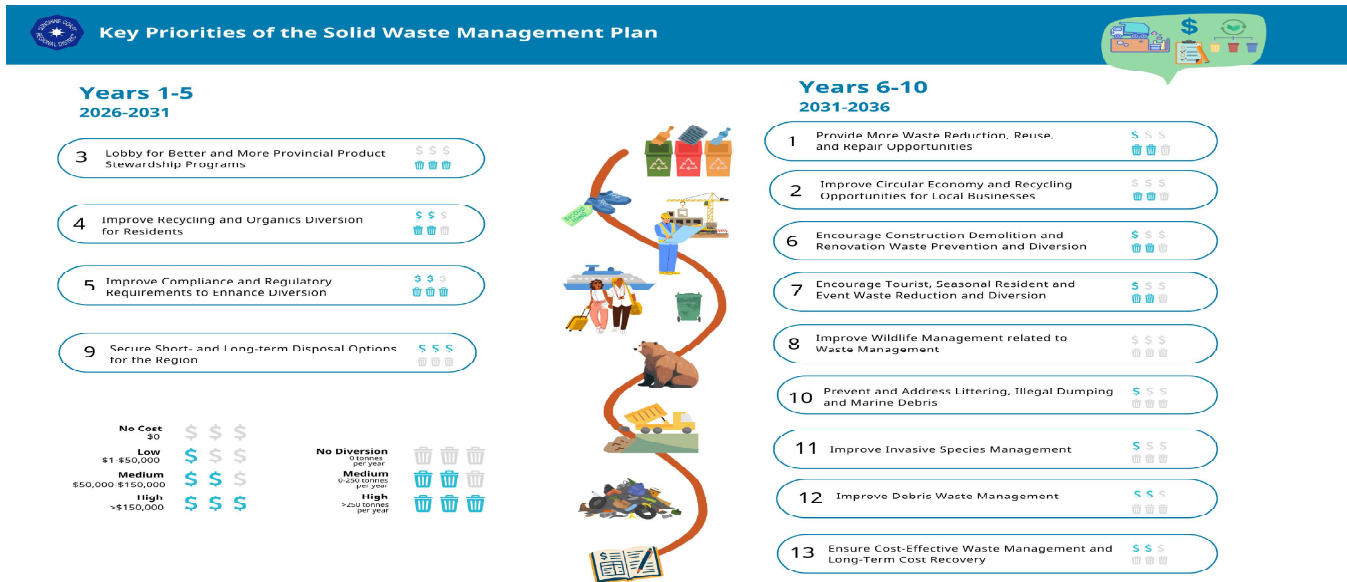 SUNSHINE COAST
REGIONAL DISTRICT
Key Priorities of the Solid Waste Management Plan
Years 1-5
2026-2031
3
Lobby for Better and More Provincial Product
Stewardship Programs
$ $ $
4
Improve Recycling and Organics Diversion
for Residents
$ $ $
5
Improve Compliance and Regulatory
Requirements to Enhance Diversion
$ $ $
9
Secure Short- and Long-term Disposal Options
for the Region
$ $ $
No Cost
$0
$ $ $
Low
$1-$50,000
$ $ $
Medium
$50,000-$150,000
$ $ $
High
>$150,000
$ $ $
No Diversion
0 tonnes
per year
Medium
0-250 tonnes
per year
High
>250 tonnes
per year
$
Years 6-10
2031-2036
1
Provide More Waste Reduction, Reuse,
and Repair Opportunities
$ $ $
2
Improve Circular Economy and Recycling
Opportunities for Local Businesses
$ $ $
6
Encourage Construction Demolition and
Renovation Waste Prevention and Diversion
$ $ $
7
Encourage Tourist, Seasonal Resident and
Event Waste Reduction and Diversion
$ $ $
8
Improve Wildlife Management related to
Waste Management
$ $ $
10
Prevent and Address Littering, Illegal Dumping
and Marine Debris
$ $ $
11
Improve Invasive Species Management
$ $ $
12
Improve Debris Waste Management
$ $ $
13
Ensure Cost-Effective Waste Management and
Long-Term Cost Recovery
$ $ $